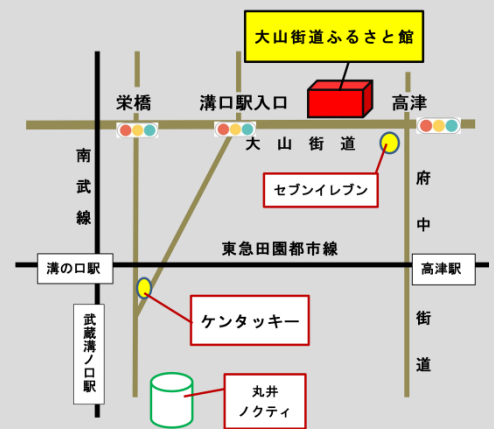 大山街道ふるさと館
栄橋
溝口駅入口
高津
大山街道
南武線
セブンイレブン
府中街道
東急田園都市線
溝の口駅
高津駅
武蔵溝ノ口駅
ケンタッキー
丸井
ノクティ